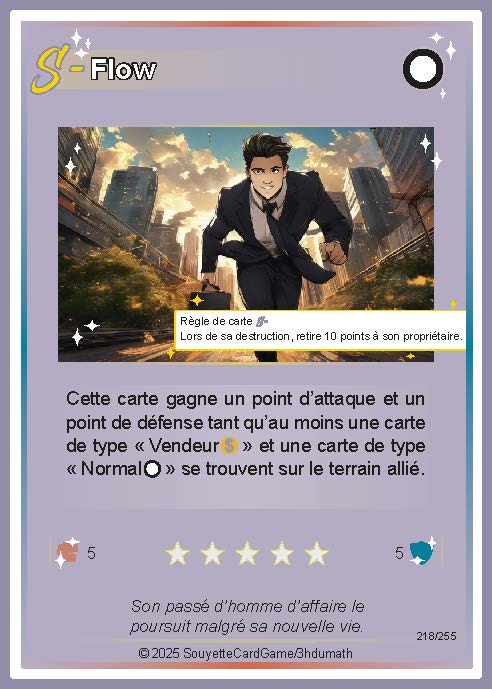 S - Flow
Règle de carte S-
Lors de sa destruction, retire 10 points à son propriétaire.
Cette carte gagne un point d’attaque et un
point de défense tant qu’au moins une carte
de type « Vendeur$ » et une carte de type
« Normal » se trouvent sur le terrain allié.
5
5
Son passé d’homme d’affaire le
poursuit malgré sa nouvelle vie.
218/255
© 2025 SouyetteCardGame/3hdumath